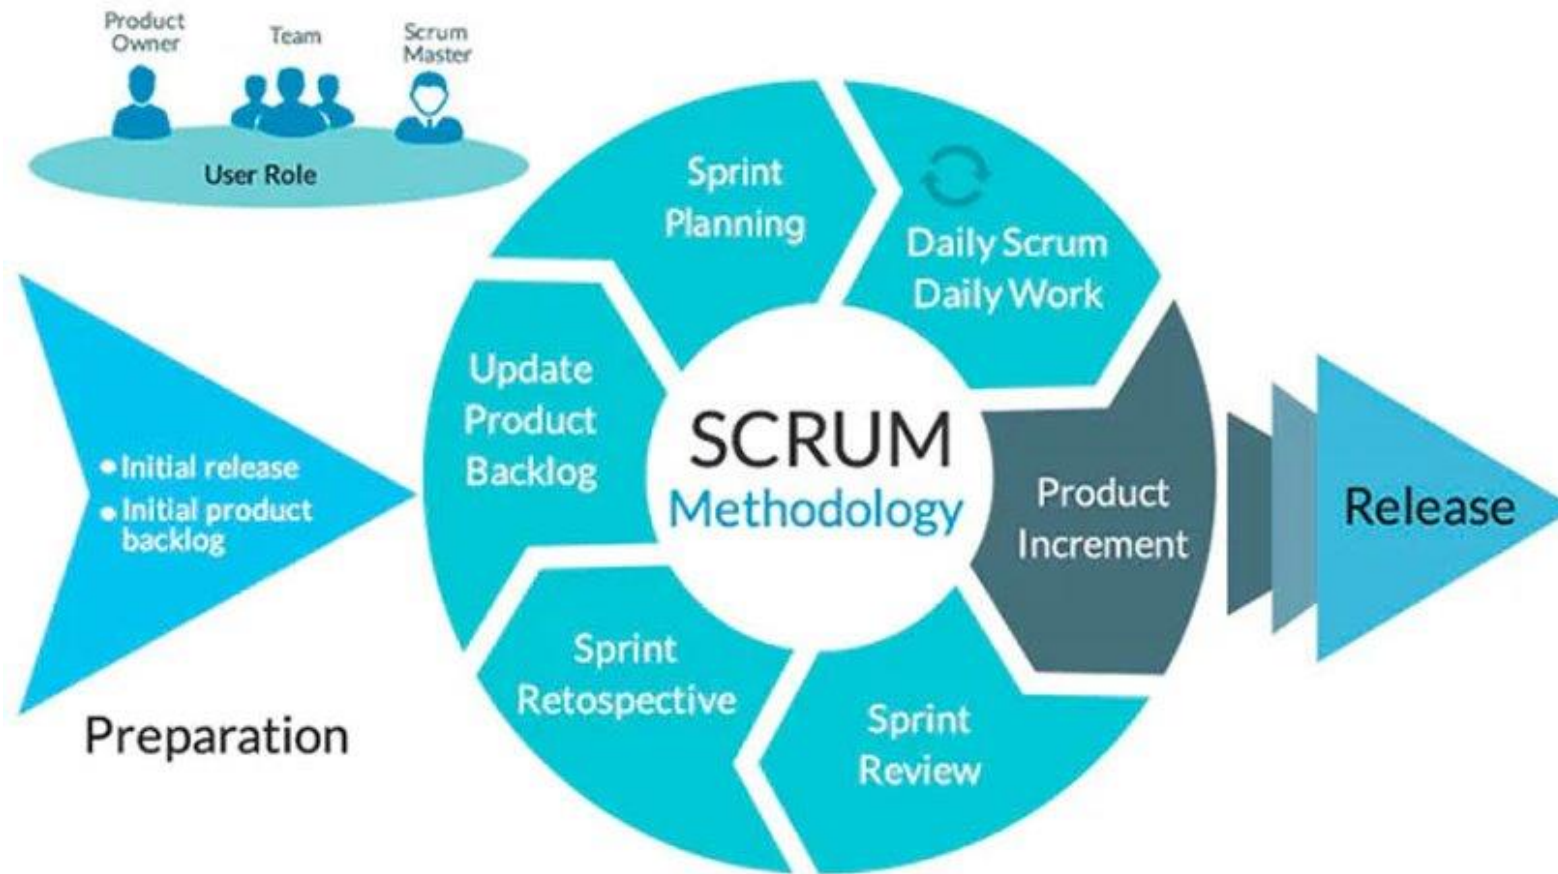 Product
Owner
Team
Scrum
Master
User Role
Sprint
Planning
Daily Scrum
Daily Work
Update
Product
Backlog
SCRUM
Methodology
Product
Increment
Release
• Initial release
• Initial product
backlog
Sprint
Retospective
Sprint
Review
Preparation